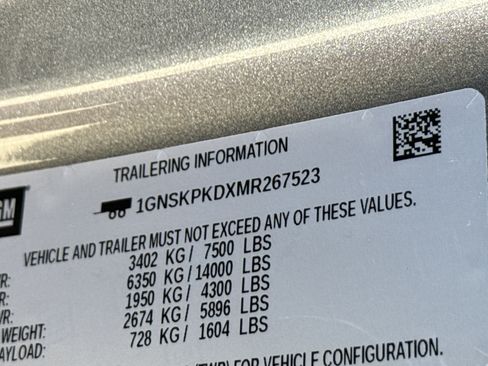 TRAILERING INFORMATION
1GNSKPKDXMR267523
GM
VEHICLE AND TRAILER MUST NOT EXCEED ANY OF THESE VALUES.
3402 KG / 7500 LBS
6350 KG / 14000 LBS
1950 KG / 4300 LBS
2674 KG / 5896 LBS
WEIGHT: 728 KG / 1604 LBS
AYLOAD:
FOR VEHICLE CONFIGURATION.